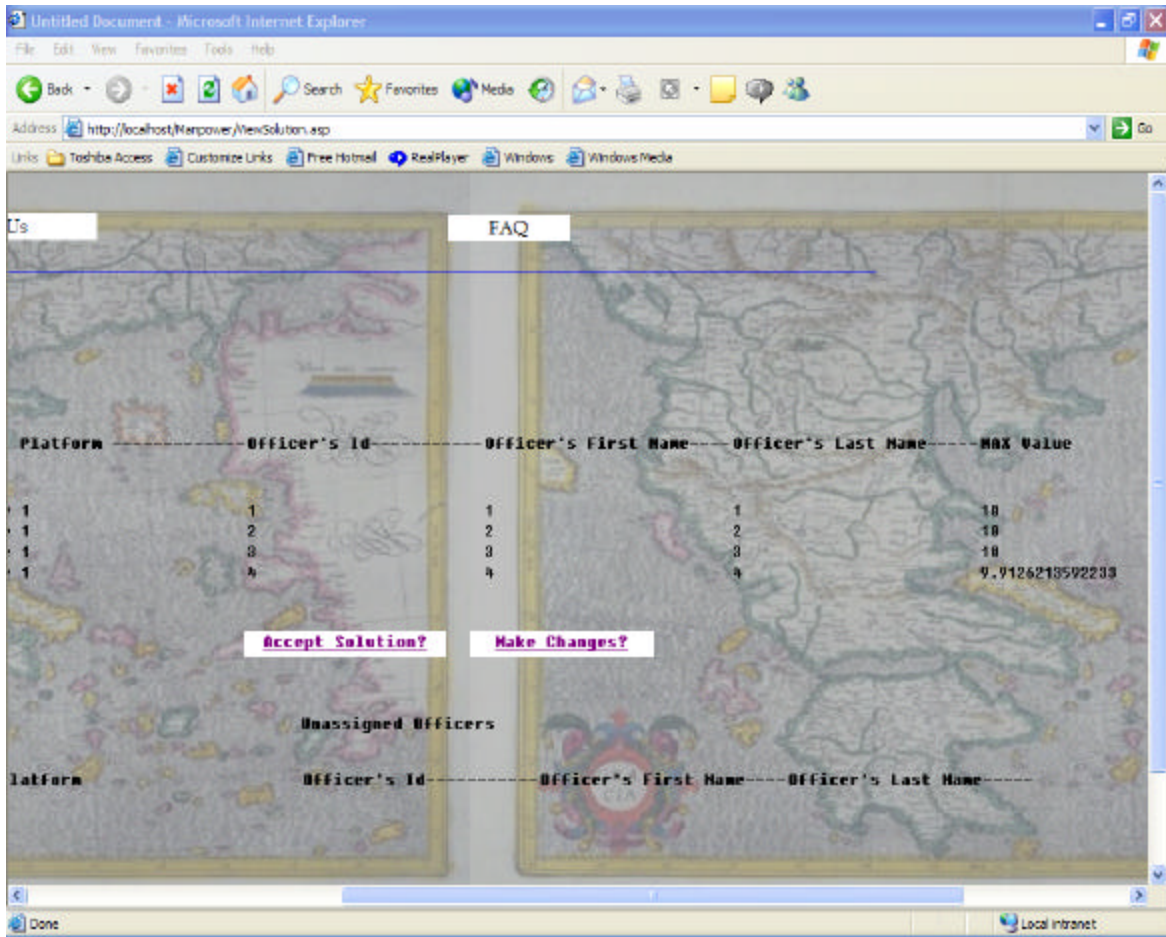 Untitled Document - Microsoft Internet Explorer
File Edit View Favorites Tools Help
Back Search Favorites Media
Address http://localhost/Manpower/ViewSolution.asp Go
Links Toshiba Access Customize Links Free Hotmail RealPlayer Windows Windows Media
Us FAQ
Platform -------------Officer's Id-----------Officer's First Name----Officer's Last Name-----MAX Value
1 1 1 1 10
1 2 2 2 10
1 3 3 3 10
1 4 4 4 9.9126213592233
Accept Solution? Make Changes?
Unassigned Officers
latform Officer's Id-----------Officer's First Name----Officer's Last Name-----
Done Local intranet